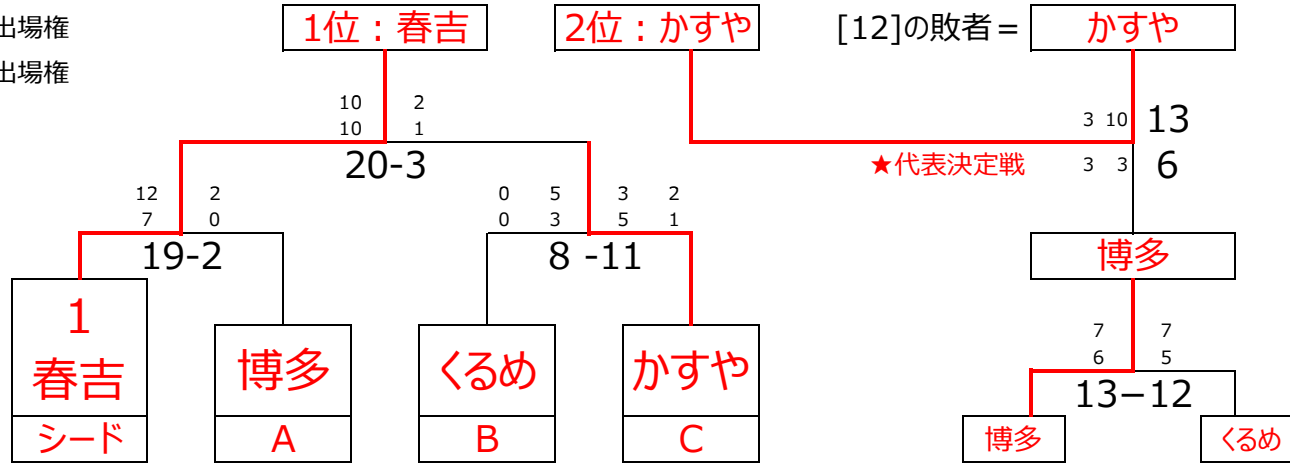 出場権
1位：春吉
2位：かすや
[12]の敗者＝
かすや
出場権
10 2
10 1
20-3
3 10 13
★代表決定戦
3 3 6
12 2
7 0
19-2
0 5 3 2
0 3 5 1
8 -11
博多
1
春吉
シード
博多
A
くるめ
B
かすや
C
7 7
6 5
13－12
博多
くるめ